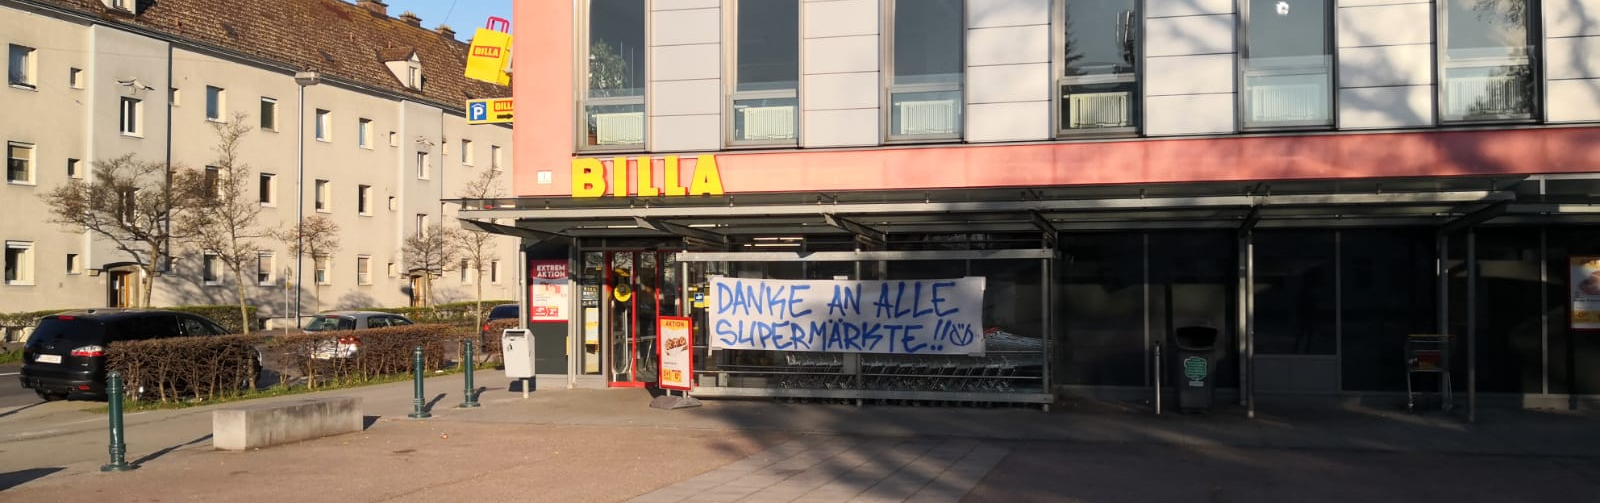 BILLA
P BILLA
BILLA
EXTREM
AKTION
AKTION
DANKE AN ALLE
SUPERMÄRKTE!!